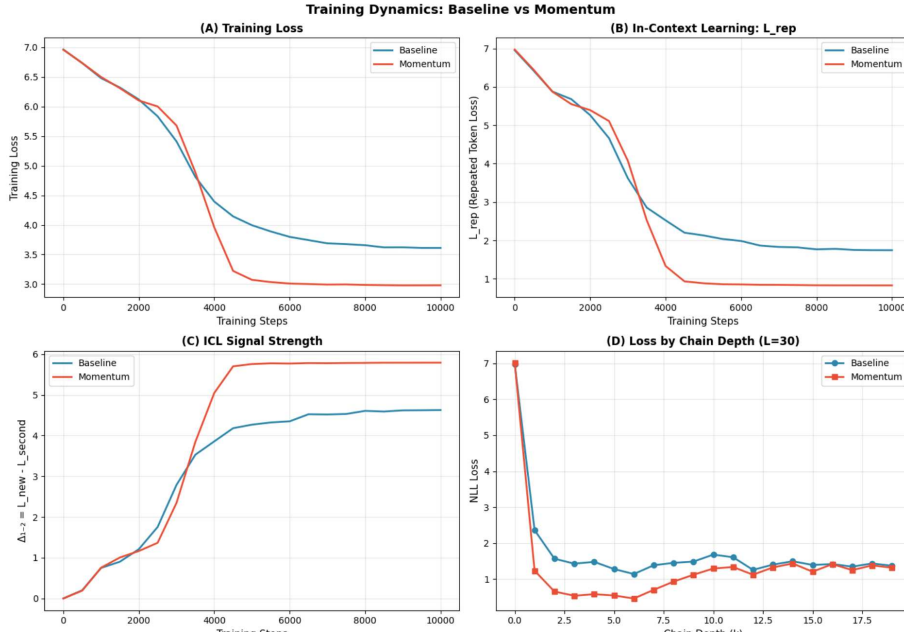 Training Dynamics: Baseline vs Momentum
(A) Training Loss
Training Loss
7.0
6.5
6.0
5.5
5.0
4.5
4.0
3.5
3.0
Baseline
Momentum
0 2000 4000 6000 8000 10000
Training Steps
(B) In-Context Learning: L_rep
L_rep (Repeated Token Loss)
7
6
5
4
3
2
1
Baseline
Momentum
0 2000 4000 6000 8000 10000
Training Steps
(C) ICL Signal Strength
Δ₁₋₂ = L_new - L_second
6
5
4
3
2
1
0
Baseline
Momentum
0 2000 4000 6000 8000 10000
Training Steps
(D) Loss by Chain Depth (L=30)
NLL Loss
7
6
5
4
3
2
1
Baseline
Momentum
0.0 2.5 5.0 7.5 10.0 12.5 15.0 17.5
Chain Depth (k)